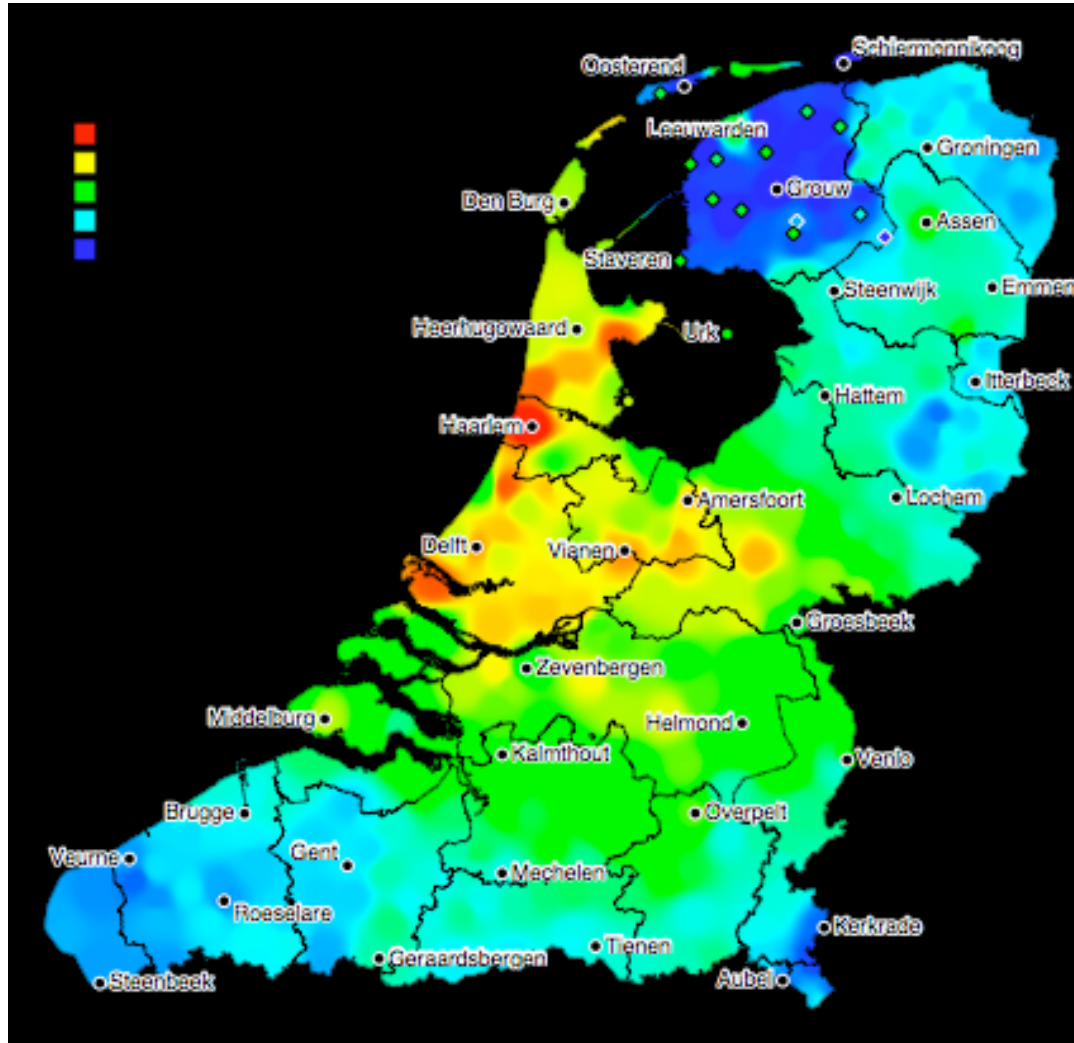 Schiermonnikoog
Oosterend
Leeuwarden
Groningen
Grouw
Den Burg
Assen
Staveren
Steenwijk
Emmen
Heerhugowaard
Urk
Itterbeck
Hattem
Haarlem
Lochem
Amersfoort
Delft
Vianen
Groesbeek
Zevenbergen
Middelburg
Helmond
Kalmthout
Venlo
Brugge
Overpelt
Veurne
Gent
Mechelen
Roeselare
Kerkrade
Tienen
Geraardsbergen
Aubel
Steenbeek